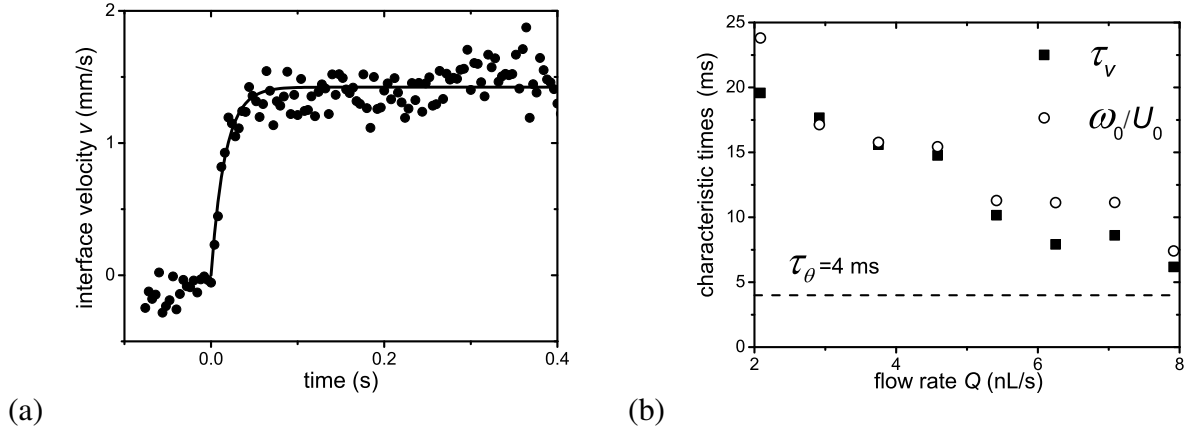 2
1
0
interface velocity v (mm/s)
0.0 0.2 0.4
time (s)
(a)
25
20
15
10
5
0
characteristic times (ms)
τv
ω0/U0
τθ=4 ms
2 4 6 8
flow rate Q (nL/s)
(b)